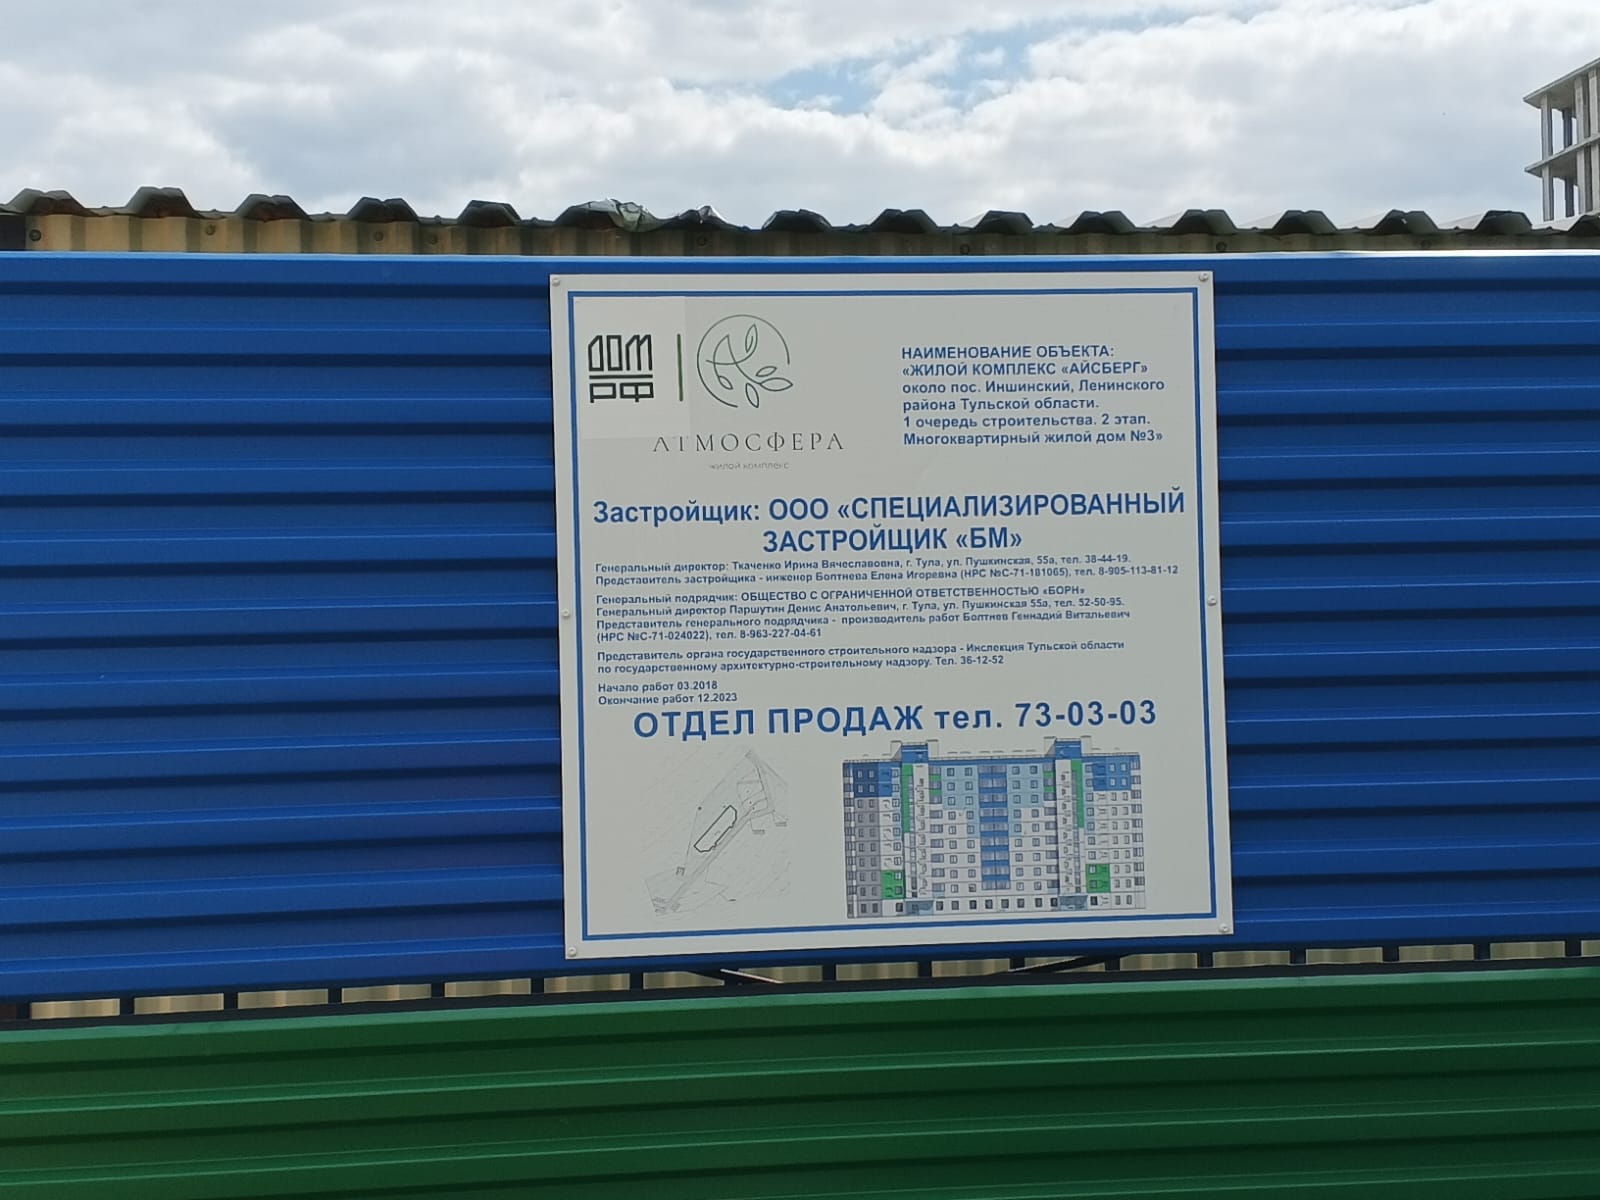 ДОМ
РФ
АТМОСФЕРА
ЖИЛОЙ КОМПЛЕКС
НАИМЕНОВАНИЕ ОБЪЕКТА:
«ЖИЛОЙ КОМПЛЕКС «АЙСБЕРГ»
около пос. Иншинский, Ленинского
района Тульской области.
1 очередь строительства. 2 этап.
Многоквартирный жилой дом №3»
Застройщик: ООО «СПЕЦИАЛИЗИРОВАННЫЙ
ЗАСТРОЙЩИК «БМ»
Генеральный директор: Ткаченко Ирина Вячеславовна, г. Тула, ул. Пушкинская, 55а, тел. 38-44-19.
Представитель застройщика - инженер Болтнева Елена Игоревна (НРС №С-71-181065), тел. 8-905-113-81-12
Генеральный подрядчик: ОБЩЕСТВО С ОГРАНИЧЕННОЙ ОТВЕТСТВЕННОСТЬЮ «БОРН»
Генеральный директор Паршутин Денис Анатольевич, г. Тула, ул. Пушкинская 55а, тел. 52-50-95.
Представитель генерального подрядчика - производитель работ Болтнев Геннадий Витальевич
(НРС №С-71-024022), тел. 8-963-227-04-61
Представитель органа государственного строительного надзора - Инспекция Тульской области
по государственному архитектурно-строительному надзору. Тел. 36-12-52
Начало работ 03.2018
Окончание работ 12.2023
ОТДЕЛ ПРОДАЖ тел. 73-03-03